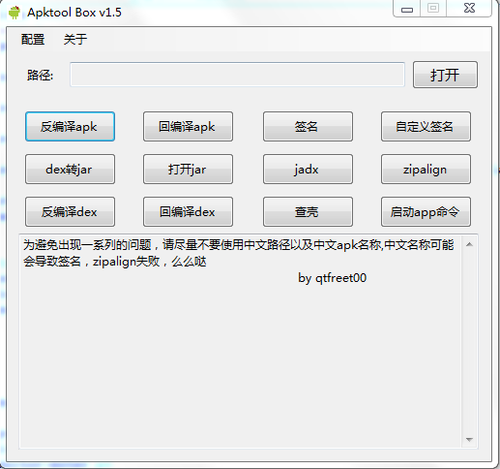 Apktool Box v1.5
配置 关于
路径: 打开
反编译apk 回编译apk 签名 自定义签名
dex转jar 打开jar jadx zipalign
反编译dex 回编译dex 查壳 启动app命令
为避免出现一系列的问题，请尽量不要使用中文路径以及中文apk名称,中文名称可能
会导致签名，zipalign失败，么么哒
by qtfreet00